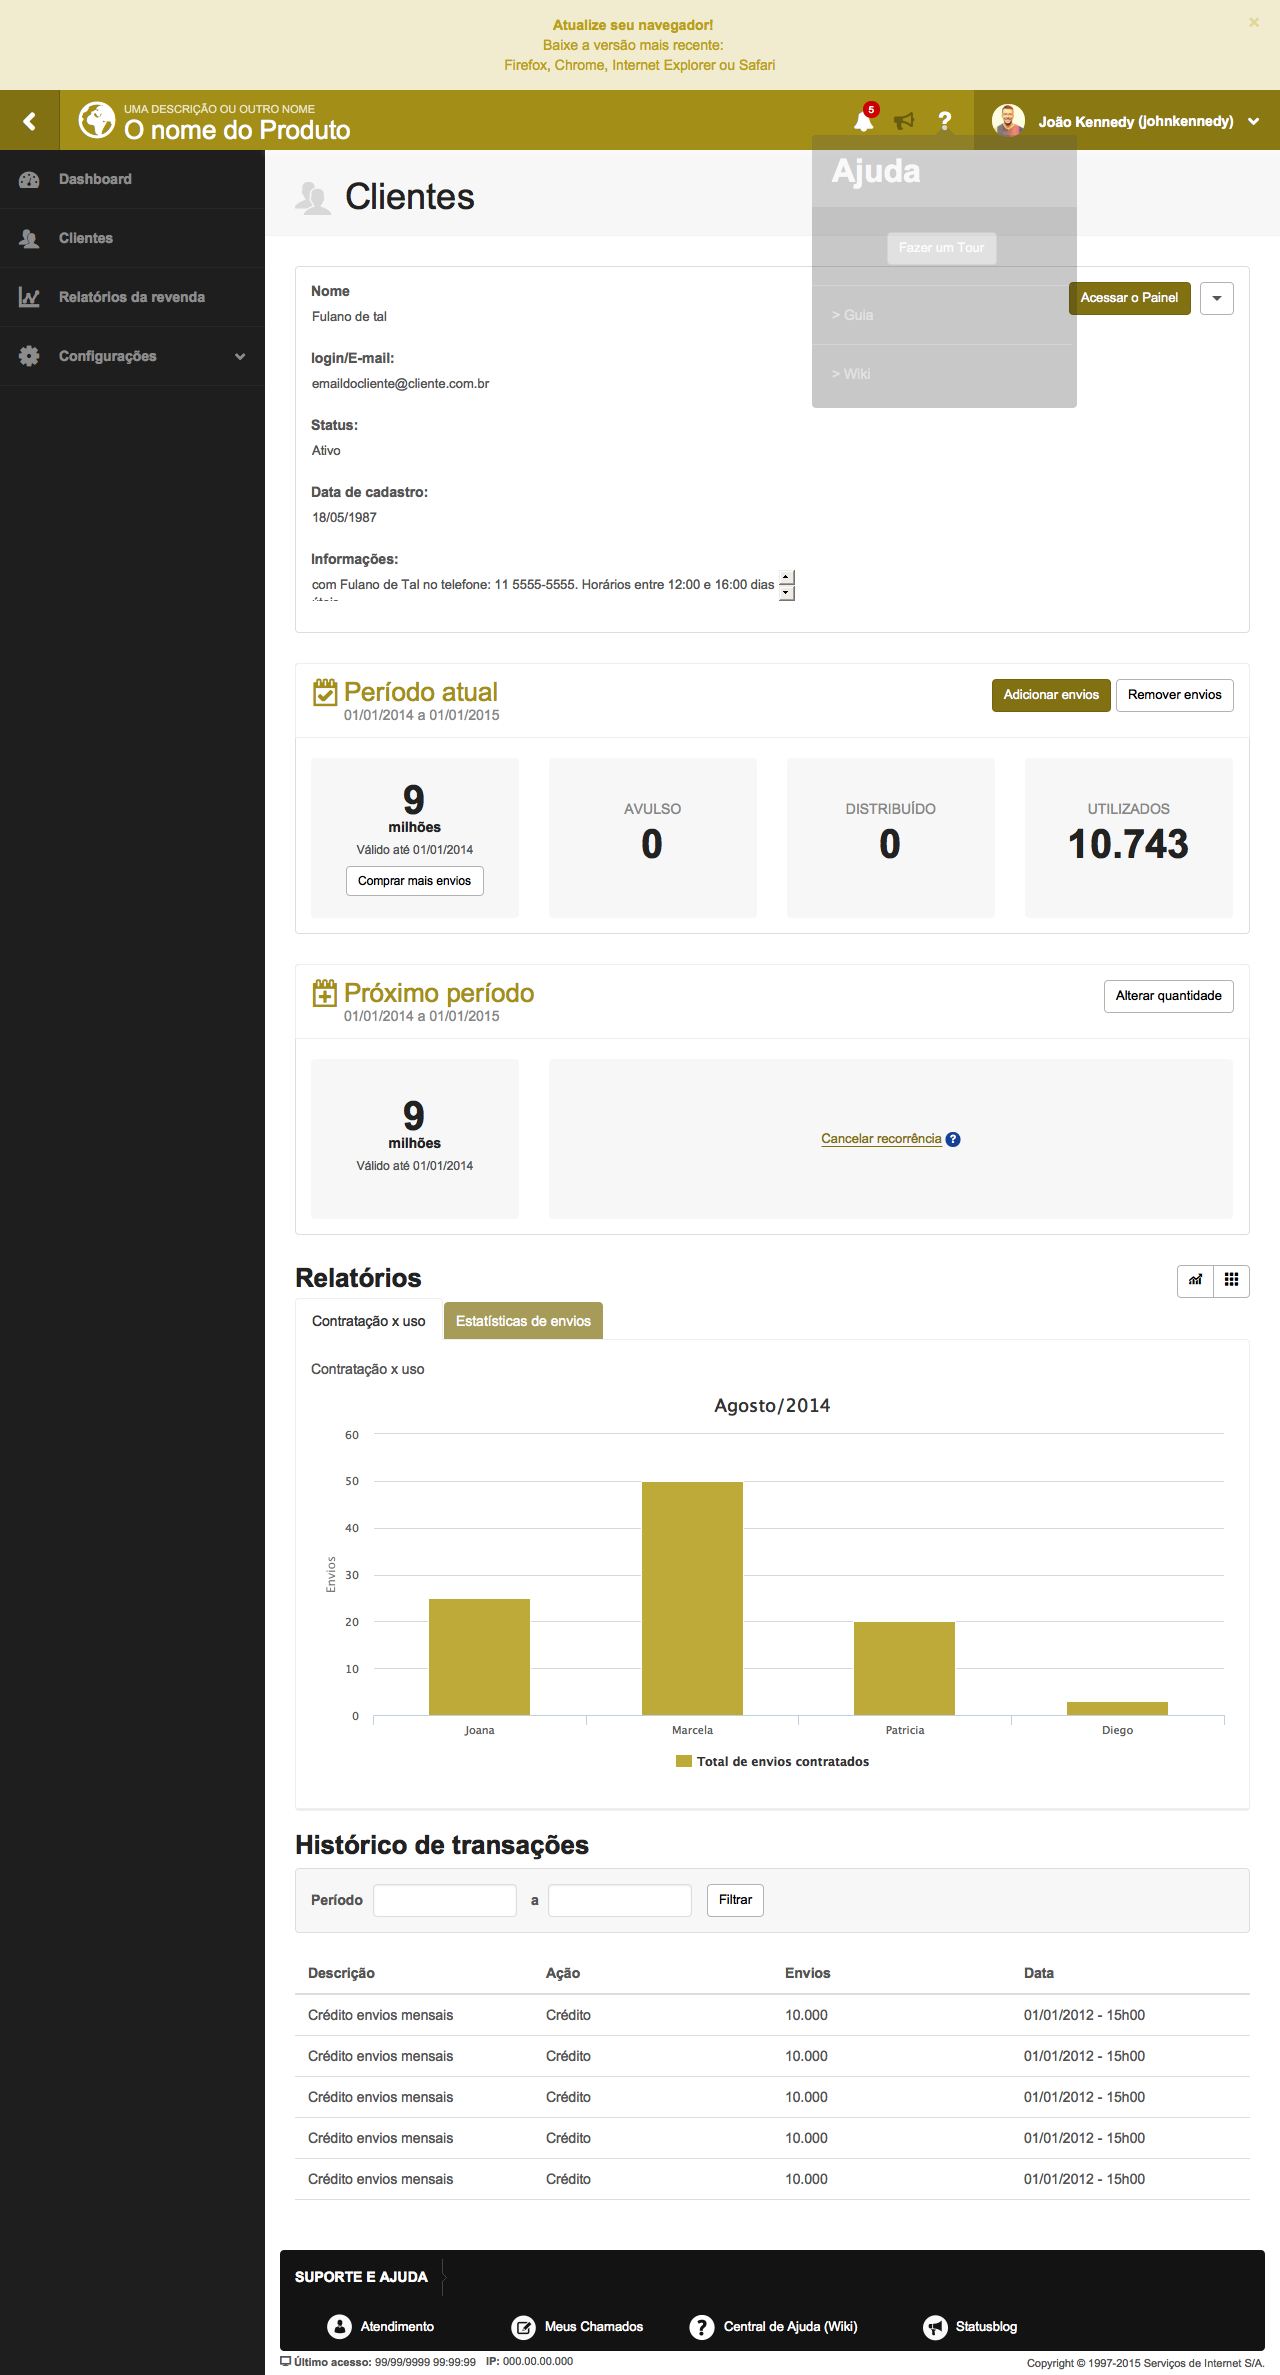 Atualize seu navegador!
×
Baixe a versão mais recente:
Firefox, Chrome, Internet Explorer ou Safari
UMA DESCRIÇÃO OU OUTRO NOME
O nome do Produto
5
?
João Kennedy (johnkennedy)
Dashboard
Clientes
Relatórios da revenda
Configurações
Clientes
Ajuda
Fazer um Tour
> Guia
> Wiki
Nome
Fulano de tal
Acessar o Painel
login/E-mail:
emaildocliente@cliente.com.br
Status:
Ativo
Data de cadastro:
18/05/1987
Informações:
com Fulano de Tal no telefone: 11 5555-5555. Horários entre 12:00 e 16:00 dias
Período atual
01/01/2014 a 01/01/2015
Adicionar envios
Remover envios
9
milhões
Válido até 01/01/2014
Comprar mais envios
AVULSO
0
DISTRIBUÍDO
0
UTILIZADOS
10.743
Próximo período
01/01/2014 a 01/01/2015
Alterar quantidade
9
milhões
Válido até 01/01/2014
Cancelar recorrência ?
Relatórios
Contratação x uso
Estatísticas de envios
Contratação x uso
Agosto/2014
60
50
40
30
20
10
0
Envios
Joana
Marcela
Patricia
Diego
Total de envios contratados
Histórico de transações
Período
a
Filtrar
Descrição Ação Envios Data
Crédito envios mensais Crédito 10.000 01/01/2012 - 15h00
Crédito envios mensais Crédito 10.000 01/01/2012 - 15h00
Crédito envios mensais Crédito 10.000 01/01/2012 - 15h00
Crédito envios mensais Crédito 10.000 01/01/2012 - 15h00
Crédito envios mensais Crédito 10.000 01/01/2012 - 15h00
SUPORTE E AJUDA
Atendimento
Meus Chamados
? Central de Ajuda (Wiki)
Statusblog
Último acesso: 99/99/9999 99:99:99 IP: 000.00.00.000
Copyright © 1997-2015 Serviços de Internet S/A.